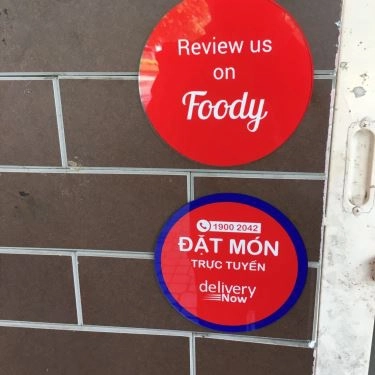 Review us
on
Foody
1900 2042
ĐẶT MÓN
TRỰC TUYẾN
delivery
Now